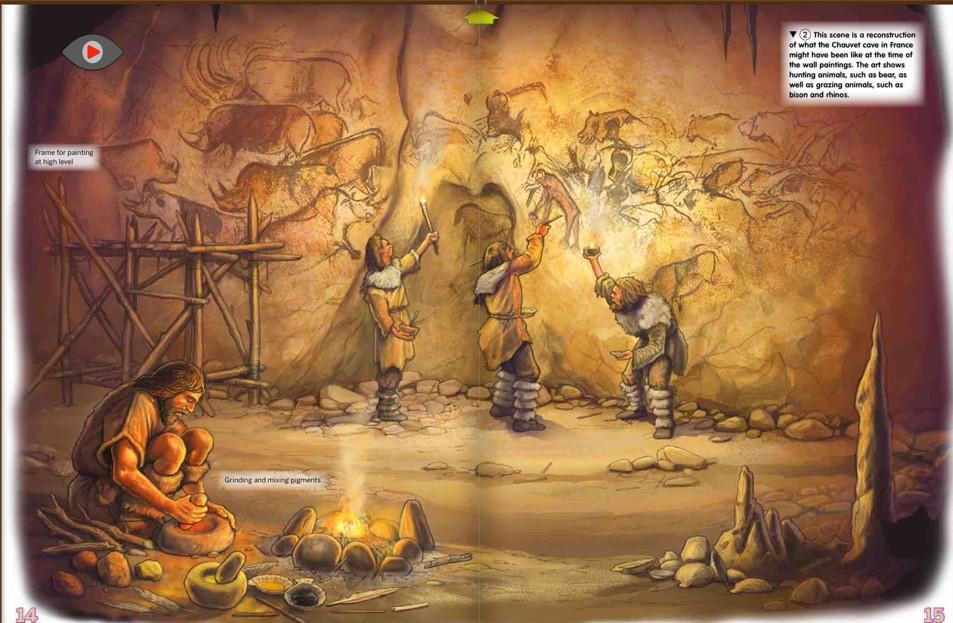 ▼ ② This scene is a reconstruction
of what the Chauvet cave in France
might have been like at the time of
the wall paintings. The art shows
hunting animals, such as bear, as
well as grazing animals, such as
bison and rhinos.
Frame for painting
at high level
Grinding and mixing pigments
14
15